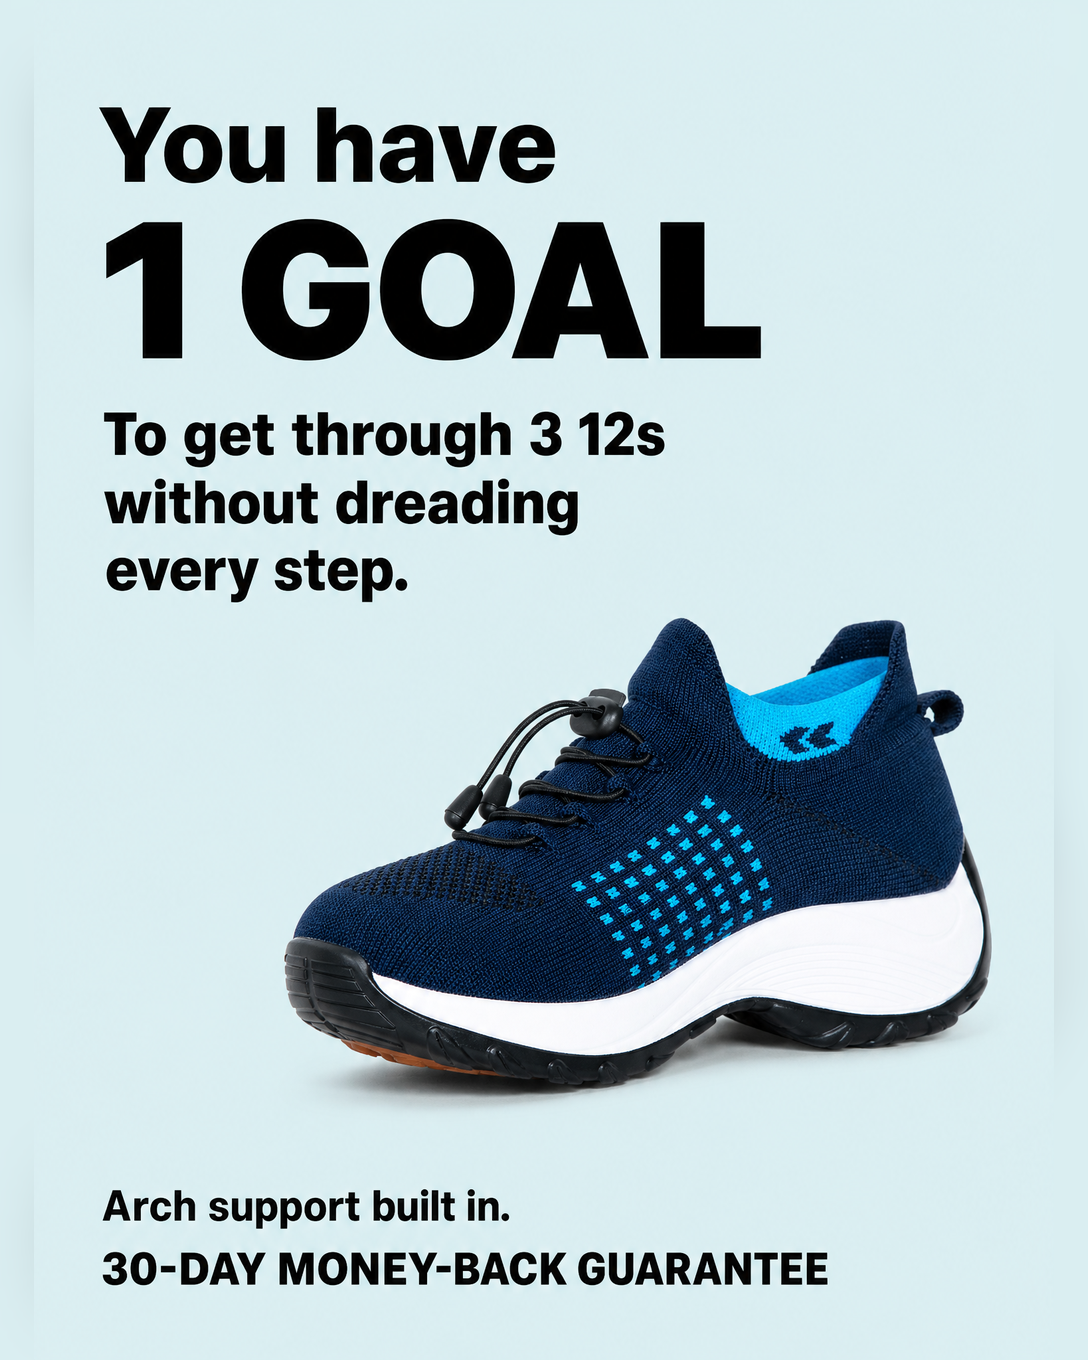 You have
1 GOAL
To get through 3 12s
without dreading
every step.
Arch support built in.
30-DAY MONEY-BACK GUARANTEE